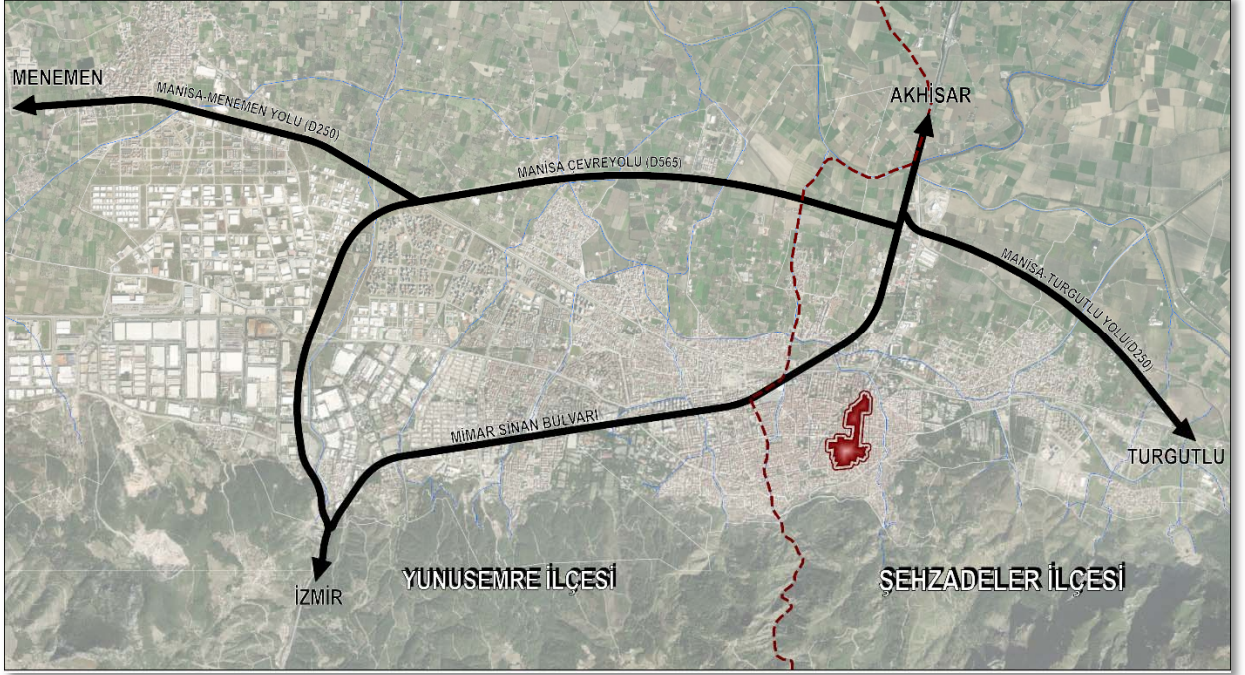 MENEMEN
MANİSA-MENEMEN YOLU (D250)
AKHİSAR
MANİSA ÇEVREYOLU (D565)
MANİSA-TURGUTLU YOLU(D250)
MİMAR SİNAN BULVARI
TURGUTLU
İZMİR
YUNUSEMRE İLÇESİ
ŞEHZADELER İLÇESİ